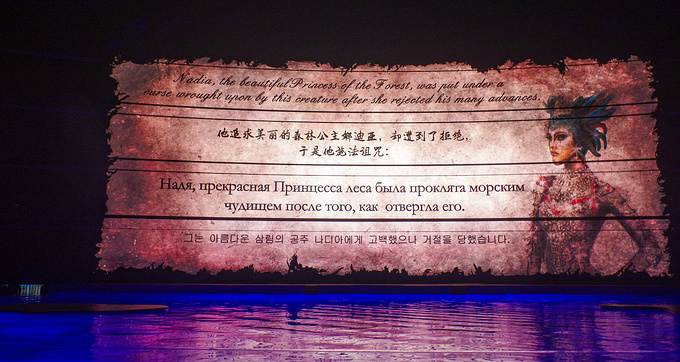 Nadia, the beautiful Princess of the Forest, was put under a
curse wrought upon by this creature after she rejected his many advances.
他追求美丽的森林公主娜迪亚，却遭到了拒绝，
于是他施法诅咒：
Надя, прекрасная Принцесса леса была проклята морским
чудищем после того, как отвергла его.
그는 아름다운 삼림의 공주 나디아에게 고백했으나 거절을 당했습니다.